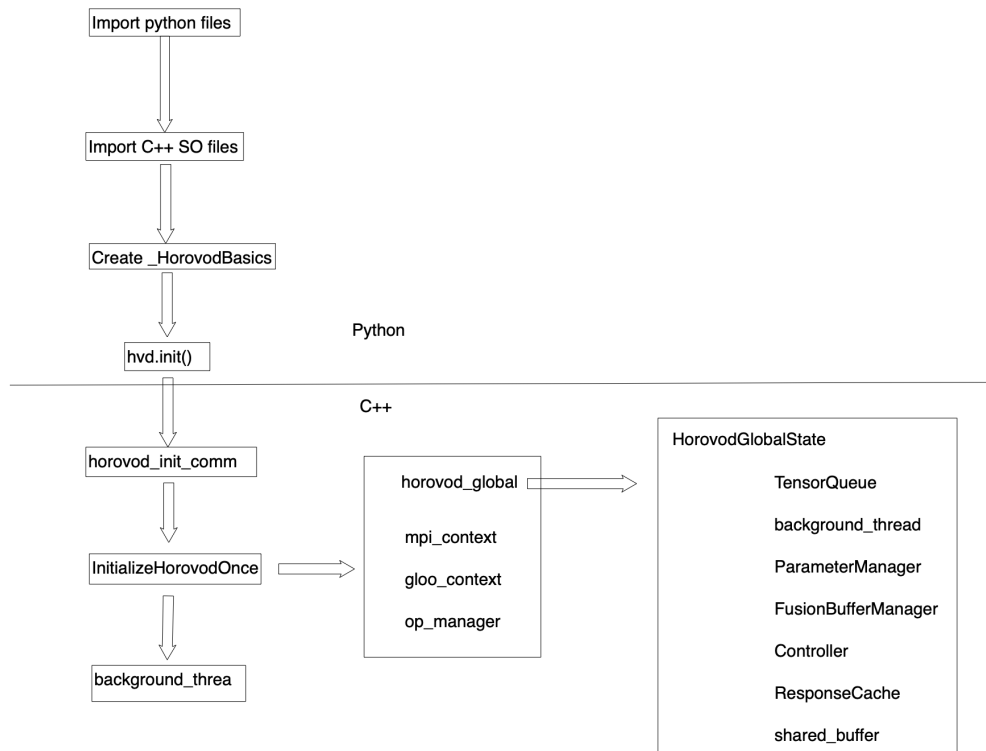 Import python files
Import C++ SO files
Create _HorovodBasics
Python
hvd.init()
C++
horovod_init_comm
InitializeHorovodOnce
background_threa
horovod_global
mpi_context
gloo_context
op_manager
HorovodGlobalState
TensorQueue
background_thread
ParameterManager
FusionBufferManager
Controller
ResponseCache
shared_buffer